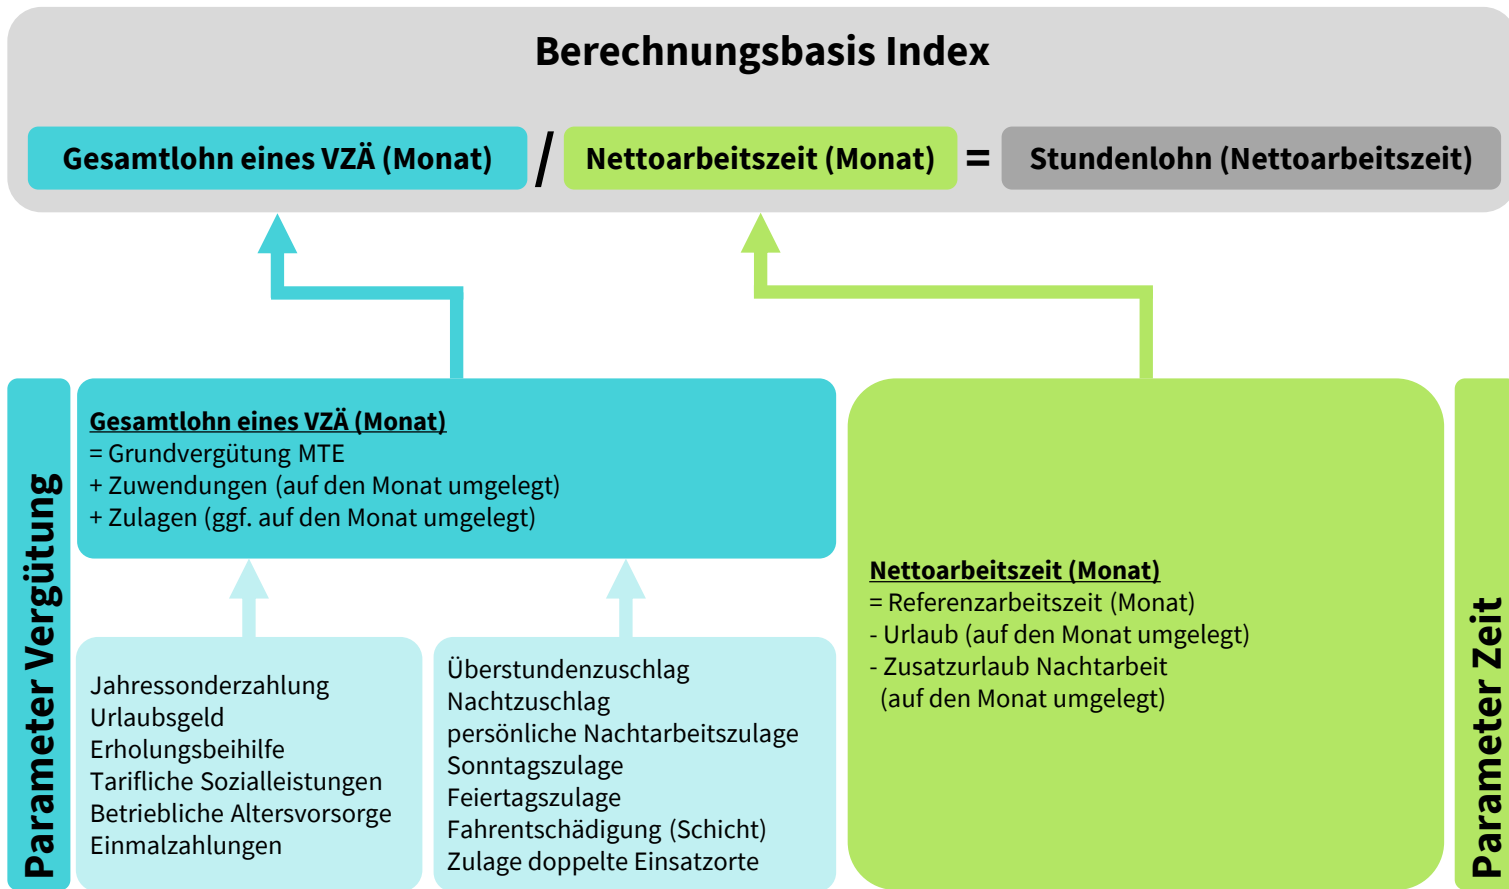 Berechnungsbasis Index
Gesamtlohn eines VZÄ (Monat) / Nettoarbeitszeit (Monat) = Stundenlohn (Nettoarbeitszeit)
Parameter Vergütung
Gesamtlohn eines VZÄ (Monat)
= Grundvergütung MTE
+ Zuwendungen (auf den Monat umgelegt)
+ Zulagen (ggf. auf den Monat umgelegt)
Jahressonderzahlung
Urlaubsgeld
Erholungsbeihilfe
Tarifliche Sozialleistungen
Betriebliche Altersvorsorge
Einmalzahlungen
Überstundenzuschlag
Nachtzuschlag
persönliche Nachtarbeitszulage
Sonntagszulage
Feiertagszulage
Fahrentschädigung (Schicht)
Zulage doppelte Einsatzorte
Nettoarbeitszeit (Monat)
= Referenzarbeitszeit (Monat)
- Urlaub (auf den Monat umgelegt)
- Zusatzurlaub Nachtarbeit
(auf den Monat umgelegt)
Parameter Zeit